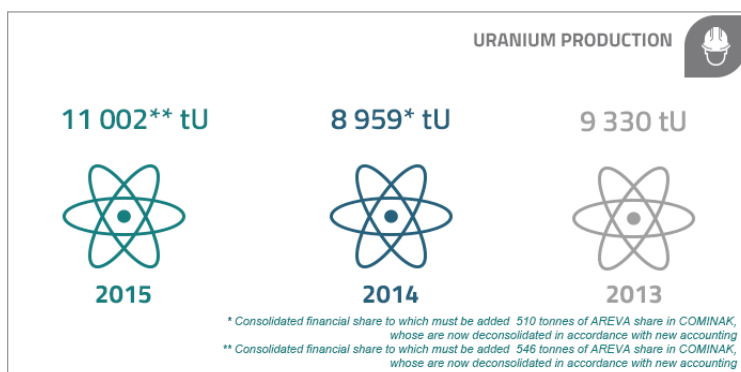 URANIUM PRODUCTION
11 002** tU
8 959* tU
9 330 tU
2015
2014
2013
* Consolidated financial share to which must be added 510 tonnes of AREVA share in COMINAK,
whose are now deconsolidated in accordance with new accounting
** Consolidated financial share to which must be added 546 tonnes of AREVA share in COMINAK,
whose are now deconsolidated in accordance with new accounting